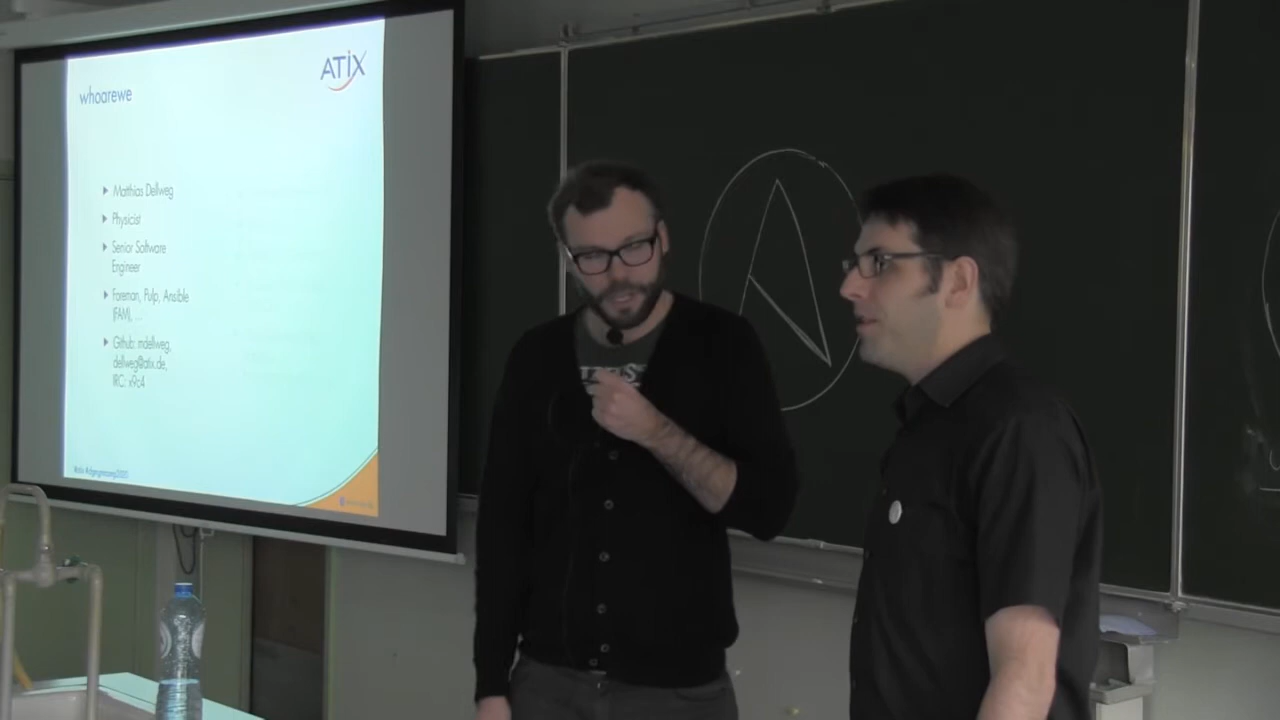 ATIX
whoarewe
Matthias Dellweg
Physicist
Senior Software
Engineer
Foreman, Pulp, Ansible
(FAM), ...
Github: mdellweg,
dellweg@atix.de,
IRC: x9c4